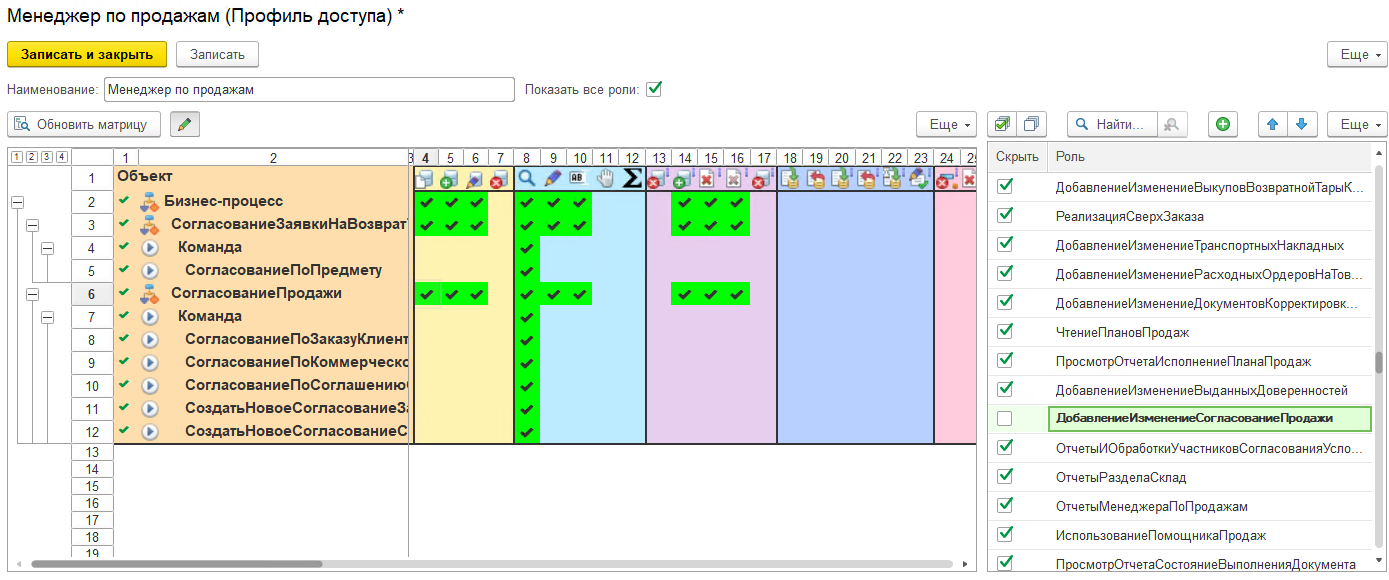 Менеджер по продажам (Профиль доступа) *
Записать и закрыть
Записать
Еще
Наименование:
Менеджер по продажам
Показать все роли:
Обновить матрицу
Еще
Найти...
Еще
1 2 3 4
1 2 3 4 5 6 7 8 9 10 11 12 13 14 15 16 17 18 19 20 21 22 23 24 25
1 Объект
2 Бизнес-процесс
3 СогласованиеЗаявкиНаВозвратТ
4 Команда
5 СогласованиеПоПредмету
6 СогласованиеПродажи
7 Команда
8 СогласованиеПоЗаказуКлиент
9 СогласованиеПоКоммерческо
10 СогласованиеПоСоглашениюС
11 СоздатьНовоеСогласованиеЗа
12 СоздатьНовоеСогласованиеС
13
14
15
16
17
18
19
Скрыть Роль
ДобавлениеИзменениеВыкуповВозвратнойТарыК...
РеализацияСверхЗаказа
ДобавлениеИзменениеТранспортныхНакладных
ДобавлениеИзменениеРасходныхОрдеровНаТов...
ДобавлениеИзменениеДокументовКорректировк...
ЧтениеПлановПродаж
ПросмотрОтчетаИсполнениеПланаПродаж
ДобавлениеИзменениеВыданныхДоверенностей
ДобавлениеИзменениеСогласованиеПродажи
ОтчетыИОбработкиУчастниковСогласованияУсло...
ОтчетыРазделаСклад
ОтчетыМенеджераПоПродажам
ИспользованиеПомощникаПродаж
ПросмотрОтчетаСостояниеВыполненияДокумента